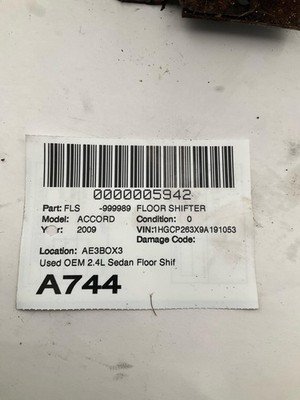 0000005942
Part: FLS -999989 FLOOR SHIFTER
Model: ACCORD Condition: 0
Year: 2009 VIN:1HGCP263X9A191053
Damage Code:
Location: AE3BOX3
Used OEM 2.4L Sedan Floor Shif
A744